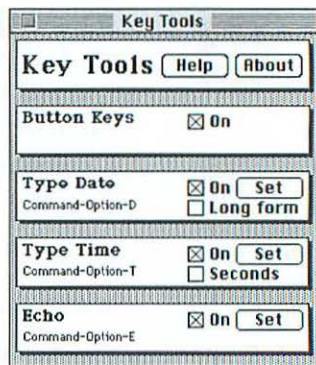 Key Tools
Key Tools Help About
Button Keys On
Type Date On Set
Command-Option-D Long form
Type Time On Set
Command-Option-T Seconds
Echo On Set
Command-Option-E